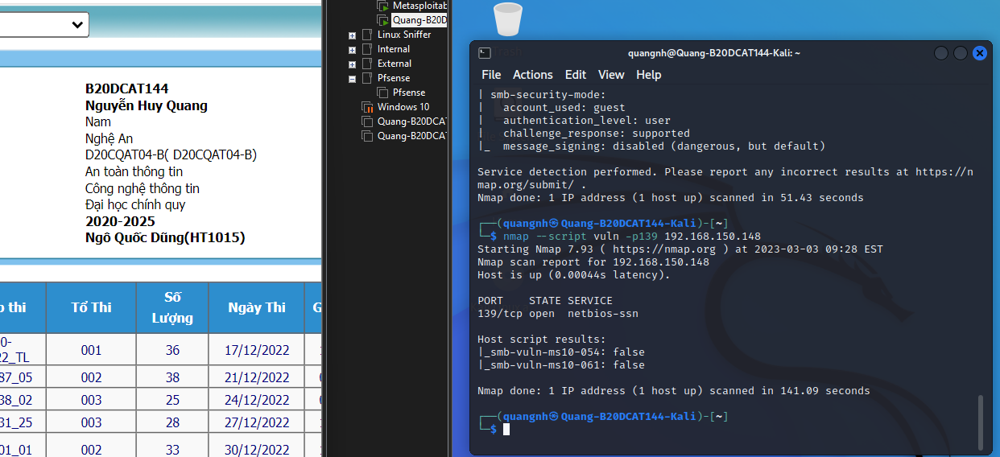 B20DCAT144
Nguyễn Huy Quang
Nam
Nghệ An
D20CQAT04-B( D20CQAT04-B)
An toàn thông tin
Công nghệ thông tin
Đại học chính quy
2020-2025
Ngô Quốc Dũng(HT1015)
thi Tổ Thi Số Lượng Ngày Thi
22_TL 001 36 17/12/2022
87_05 002 38 21/12/2022
38_02 003 25 24/12/2022
31_25 003 28 27/12/2022
01_01 002 33 30/12/2022
Metasploitab
Quang-B20D
Linux Sniffer
Internal
External
Pfsense
Pfsense
Windows 10
Quang-B20DCA
Quang-B20DCA
quangnh@Quang-B20DCAT144-Kali: ~
File Actions Edit View Help
| smb-security-mode:
|   account_used: guest
|   authentication_level: user
|   challenge_response: supported
|_  message_signing: disabled (dangerous, but default)
Service detection performed. Please report any incorrect results at https://n
map.org/submit/ .
Nmap done: 1 IP address (1 host up) scanned in 51.43 seconds
┌──(quangnh㉿Quang-B20DCAT144-Kali)-[~]
└─$ nmap --script vuln -p139 192.168.150.148
Starting Nmap 7.93 ( https://nmap.org ) at 2023-03-03 09:28 EST
Nmap scan report for 192.168.150.148
Host is up (0.00044s latency).
PORT    STATE SERVICE
139/tcp open  netbios-ssn
Host script results:
|_smb-vuln-ms10-054: false
|_smb-vuln-ms10-061: false
Nmap done: 1 IP address (1 host up) scanned in 141.09 seconds
┌──(quangnh㉿Quang-B20DCAT144-Kali)-[~]
└─$